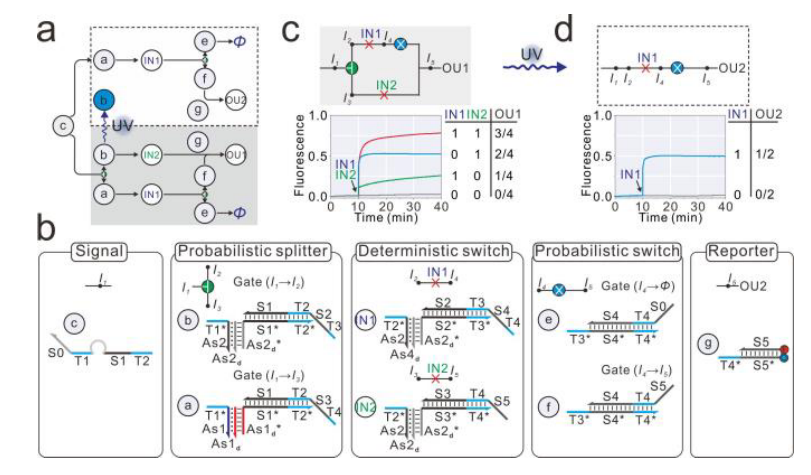 a
e
Φ
a
IN1
f
b
g
OU2
c
UV
g
b
IN2
OU1
f
a
IN1
e
Φ
c
I₂ IN1 I₄
I₁
I₅ OU1
IN2
I₃
Fluorescence
1.0
0.5
0.0
IN1
IN2
0 10 20 30 40
Time (min)
IN1 IN2 OU1
1 1 3/4
0 1 2/4
1 0 1/4
0 0 0/4
UV
d
IN1
I₁ I₂ I₄ I₅ OU2
Fluorescence
1.0
0.5
0.0
IN1
0 10 20 30 40
Time (min)
IN1 OU2
1 1/2
0 0/2
b
Signal
I₁
c
S0
T1 S1 T2
Probabilistic splitter
I₂
I₁
I₃
Gate (I₁→I₂)
S1 T2
S2
b
T1* S1* T2* T3
As2 As2d*
As2d
Gate (I₁→I₃)
S1 T2
S3
a
T1* S1* T2* T4
As1 As1d*
As1d
Deterministic switch
I₂ IN1 I₄
S2 T3
S4
IN1
T2* S2* T3* T4
As2 As2d*
As4d
I₃ IN2 I₅
S3 T4
S5
IN2
T2* S3* T4*
As2 As2d*
As2d
Probabilistic switch
I₄ I₅ Gate (I₄→Φ)
S0
S4 T4
e
T3* S4* T4*
Gate (I₄→I₅)
S5
S4 T4
f
T3* S4* T4*
Reporter
I₅ OU2
g
S5
T4* S5*